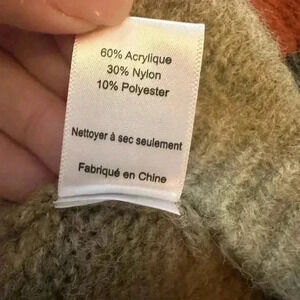 60% Acrylique
30% Nylon
10% Polyester
Nettoyer à sec seulement
Fabriqué en Chine